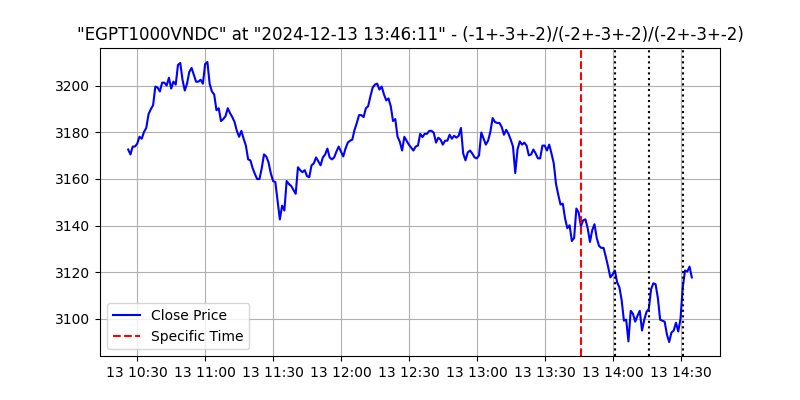 "EGPT1000VNDC" at "2024-12-13 13:46:11" - (-1+-3+-2)/(-2+-3+-2)/(-2+-3+-2)
3200
3180
3160
3140
3120
3100
Close Price
Specific Time
13 10:30 13 11:00 13 11:30 13 12:00 13 12:30 13 13:00 13 13:30 13 14:00 13 14:30